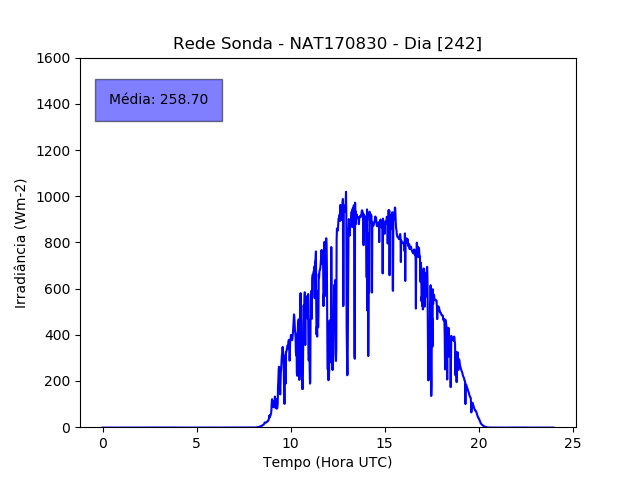 Rede Sonda - NAT170830 - Dia [242]
1600
1400
1200
1000
800
600
400
200
0
Média: 258.70
Irradiância (Wm-2)
0 5 10 15 20 25
Tempo (Hora UTC)